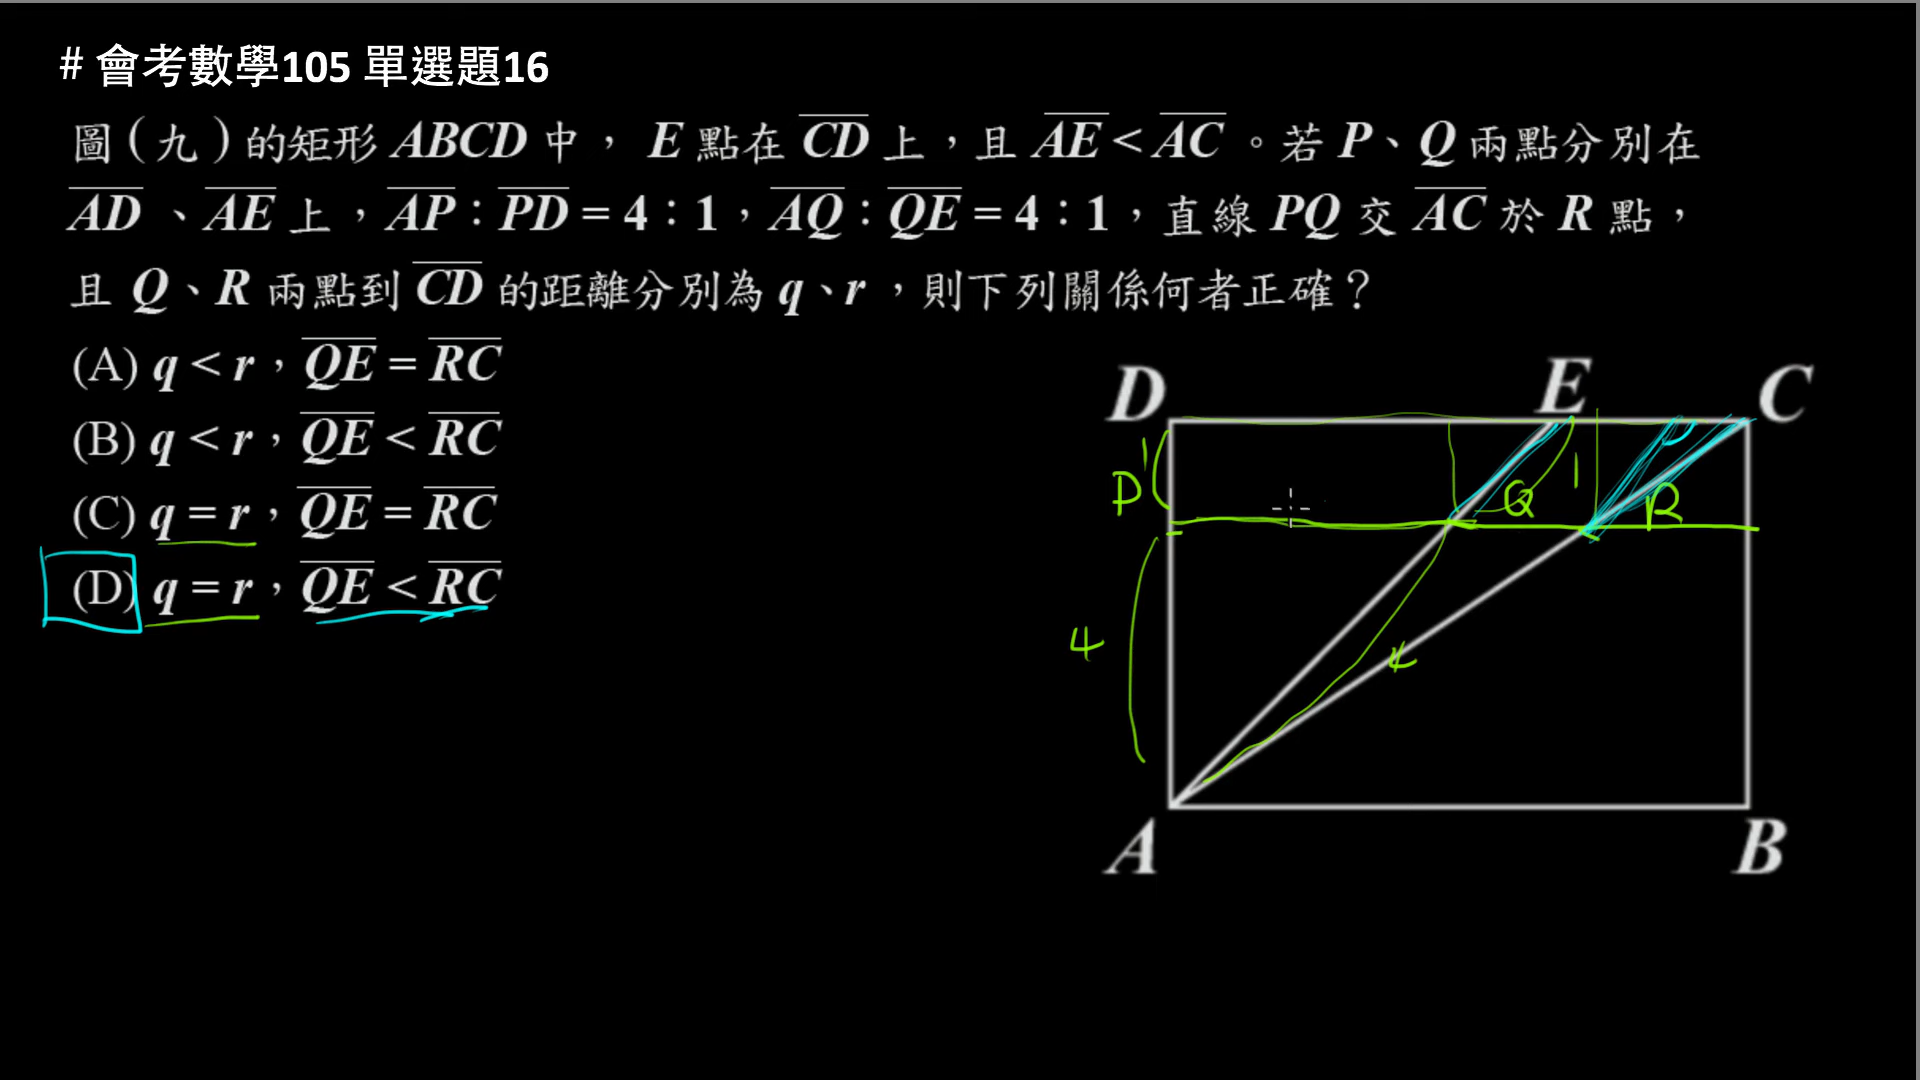 # 會考數學105 單選題16
圖(九)的矩形 ABCD 中， E 點在 CD 上，且 AE < AC 。若 P、Q 兩點分別在
AD 、AE 上，AP：PD = 4：1，AQ：QE = 4：1，直線 PQ 交 AC 於 R 點，
且 Q、R 兩點到 CD 的距離分別為 q、r ，則下列關係何者正確？
(A) q < r，QE = RC
(B) q < r，QE < RC
(C) q = r，QE = RC
(D) q = r，QE < RC
D E C
1
P Q 1 R
4
4
A B